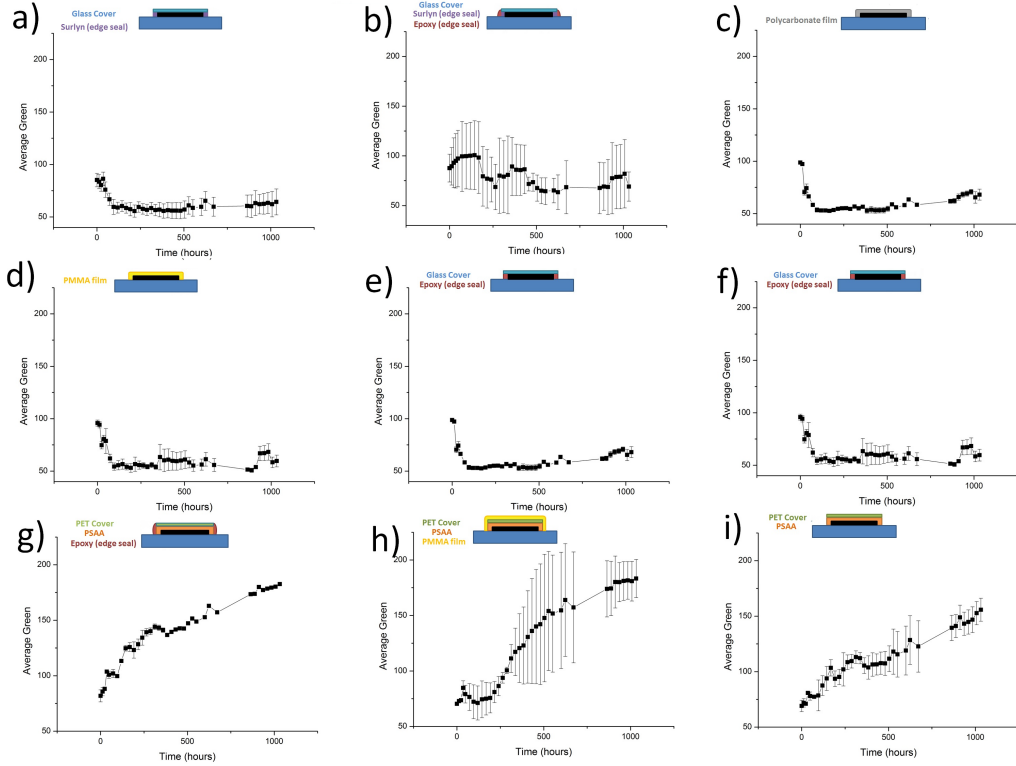 a)
Glass Cover
Surlyn (edge seal)
200
150
100
50
Average Green
0
500
1000
Time (hours)
b)
Glass Cover
Surlyn (edge seal)
Epoxy (edge seal)
200
150
100
50
Average Green
0
500
1000
Time (hours)
c)
Polycarbonate film
200
150
100
50
Average Green
0
500
1000
Time (hours)
d)
PMMA film
200
150
100
50
Average Green
0
500
1000
Time (hours)
e)
Glass Cover
Epoxy (edge seal)
200
150
100
50
Average Green
0
500
1000
Time (hours)
f)
Glass Cover
Epoxy (edge seal)
200
150
100
50
Average Green
0
500
1000
Time (hours)
g)
PET Cover
PSAA
Epoxy (edge seal)
200
150
100
50
Average Green
0
500
1000
Time (hours)
h)
PET Cover
PSAA
PMMA film
200
150
100
50
Average Green
0
500
1000
Time (hours)
i)
PET Cover
PSAA
200
150
100
50
Average Green
0
500
1000
Time (hours)